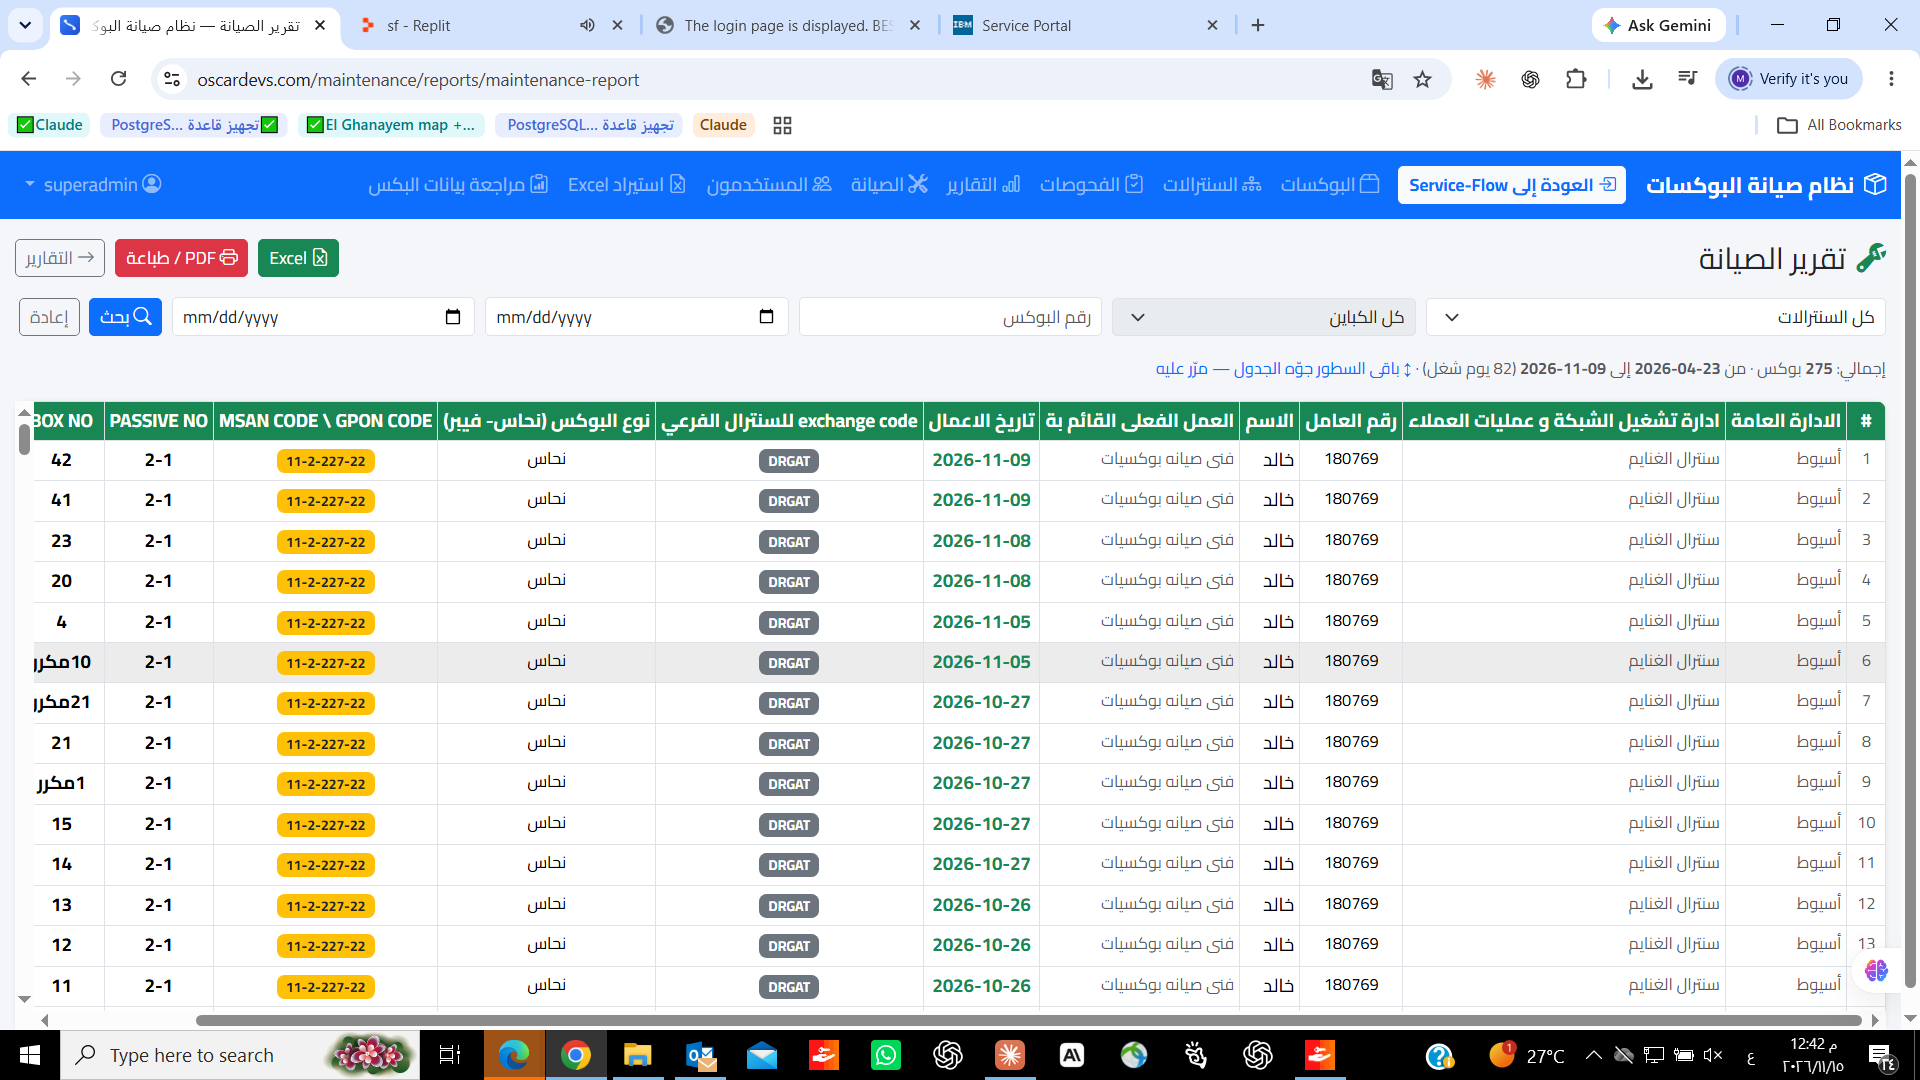 تقرير الصيانة — نظام صيانة البوكس
sf - Replit
The login page is displayed. BES
Service Portal
Ask Gemini
oscardevs.com/maintenance/reports/maintenance-report
Verify it's you
✅Claude
PostgreS... تجهيز قاعدة✅
✅El Ghanayem map +...
PostgreSQL... تجهيز قاعدة
Claude
All Bookmarks
نظام صيانة البوكسات
العودة إلى Service-Flow
البوكسات
السنترالات
الفحوصات
التقارير
الصيانة
المستخدمون
استيراد Excel
مراجعة بيانات البكس
superadmin
تقرير الصيانة
Excel
طباعة / PDF
التقارير
كل السنترالات
كل الكباين
رقم البوكس
mm/dd/yyyy
mm/dd/yyyy
بحث
إعادة
إجمالي: 275 بوكس · من 2026-04-23 إلى 2026-11-09 (82 يوم شغل) · ↕ باقي السطور جوّه الجدول — مرّر عليه
# الادارة العامة ادارة تشغيل الشبكة و عمليات العملاء رقم العامل الاسم العمل الفعلى القائم بة تاريخ الاعمال exchange code للسنترال الفرعي نوع البوكس (نحاس- فيبر) MSAN CODE \ GPON CODE PASSIVE NO BOX NO
1 أسيوط سنترال الغنايم 180769 خالد فنى صيانه بوكسيات 2026-11-09 DRGAT نحاس 11-2-227-22 2-1 42
2 أسيوط سنترال الغنايم 180769 خالد فنى صيانه بوكسيات 2026-11-09 DRGAT نحاس 11-2-227-22 2-1 41
3 أسيوط سنترال الغنايم 180769 خالد فنى صيانه بوكسيات 2026-11-08 DRGAT نحاس 11-2-227-22 2-1 23
4 أسيوط سنترال الغنايم 180769 خالد فنى صيانه بوكسيات 2026-11-08 DRGAT نحاس 11-2-227-22 2-1 20
5 أسيوط سنترال الغنايم 180769 خالد فنى صيانه بوكسيات 2026-11-05 DRGAT نحاس 11-2-227-22 2-1 4
6 أسيوط سنترال الغنايم 180769 خالد فنى صيانه بوكسيات 2026-11-05 DRGAT نحاس 11-2-227-22 2-1 10مكرر
7 أسيوط سنترال الغنايم 180769 خالد فنى صيانه بوكسيات 2026-10-27 DRGAT نحاس 11-2-227-22 2-1 21مكرر
8 أسيوط سنترال الغنايم 180769 خالد فنى صيانه بوكسيات 2026-10-27 DRGAT نحاس 11-2-227-22 2-1 21
9 أسيوط سنترال الغنايم 180769 خالد فنى صيانه بوكسيات 2026-10-27 DRGAT نحاس 11-2-227-22 2-1 1مكرر
10 أسيوط سنترال الغنايم 180769 خالد فنى صيانه بوكسيات 2026-10-27 DRGAT نحاس 11-2-227-22 2-1 15
11 أسيوط سنترال الغنايم 180769 خالد فنى صيانه بوكسيات 2026-10-27 DRGAT نحاس 11-2-227-22 2-1 14
12 أسيوط سنترال الغنايم 180769 خالد فنى صيانه بوكسيات 2026-10-26 DRGAT نحاس 11-2-227-22 2-1 13
13 أسيوط سنترال الغنايم 180769 خالد فنى صيانه بوكسيات 2026-10-26 DRGAT نحاس 11-2-227-22 2-1 12
أسيوط سنترال الغنايم 180769 خالد فنى صيانه بوكسيات 2026-10-26 DRGAT نحاس 11-2-227-22 2-1 11
Type here to search
27°C
ع
12:42 م
٢٠٢٦/١١/١٥
٢٤